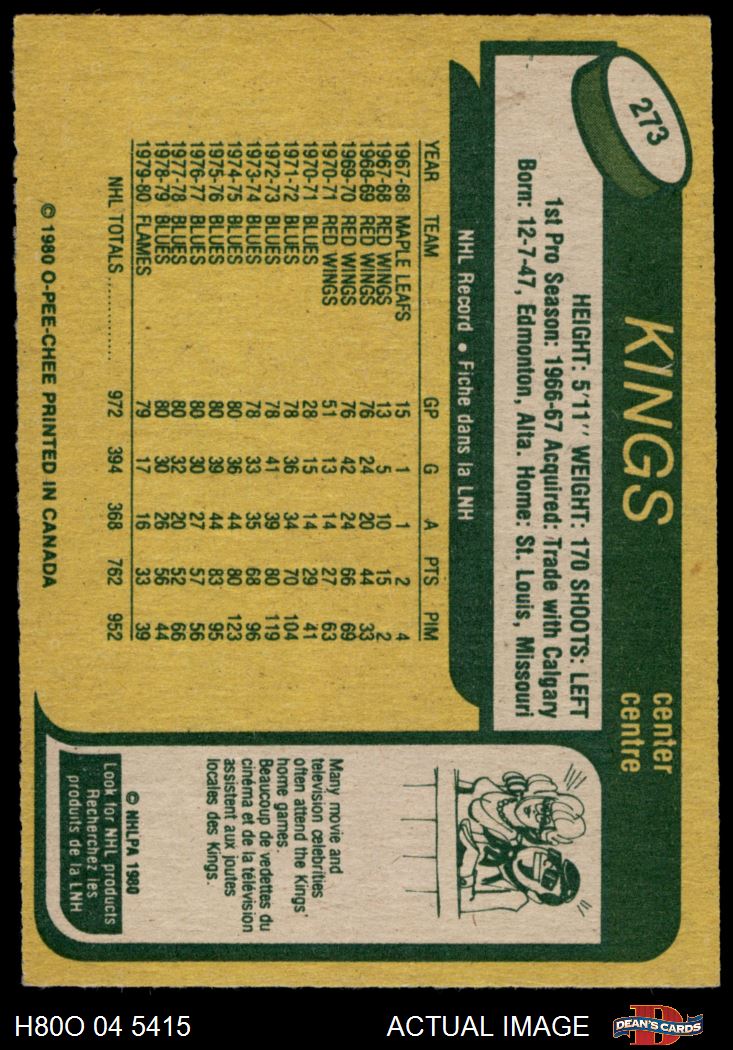 273
KINGS
center
centre
HEIGHT: 5'11" WEIGHT: 170 SHOOTS: LEFT
1st Pro Season: 1966-67 Acquired: Trade with Calgary
Born: 12-7-47, Edmonton, Alta. Home: St. Louis, Missouri
NHL Record • Fiche dans la LNH
YEAR TEAM GP G A PTS PIM
1967-68 MAPLE LEAFS 15 1 1 2 4
1967-68 RED WINGS 13 5 10 15 2
1968-69 RED WINGS 76 24 20 44 33
1969-70 RED WINGS 76 42 24 66 69
1970-71 RED WINGS 51 13 14 27 63
1970-71 BLUES 28 15 14 29 41
1971-72 BLUES 78 36 34 70 104
1972-73 BLUES 78 41 39 80 119
1973-74 BLUES 78 33 35 68 96
1974-75 BLUES 80 36 44 80 123
1975-76 BLUES 80 39 44 83 95
1976-77 BLUES 80 30 27 57 56
1977-78 BLUES 80 32 20 52 66
1978-79 BLUES 80 30 26 56 44
1979-80 FLAMES 79 17 16 33 39
NHL TOTALS.............. 972 394 368 762 952
© 1980 O-PEE-CHEE PRINTED IN CANADA
Many movie and
television celebrities
often attend the Kings'
home games.
Beaucoup de vedettes du
cinéma et de la télévision
assistent aux joutes
locales des Kings.
© NHLPA 1980
Look for NHL products
Recherchez les
produits de la LNH
H80O 04 5415
ACTUAL IMAGE
DEAN'S CARDS